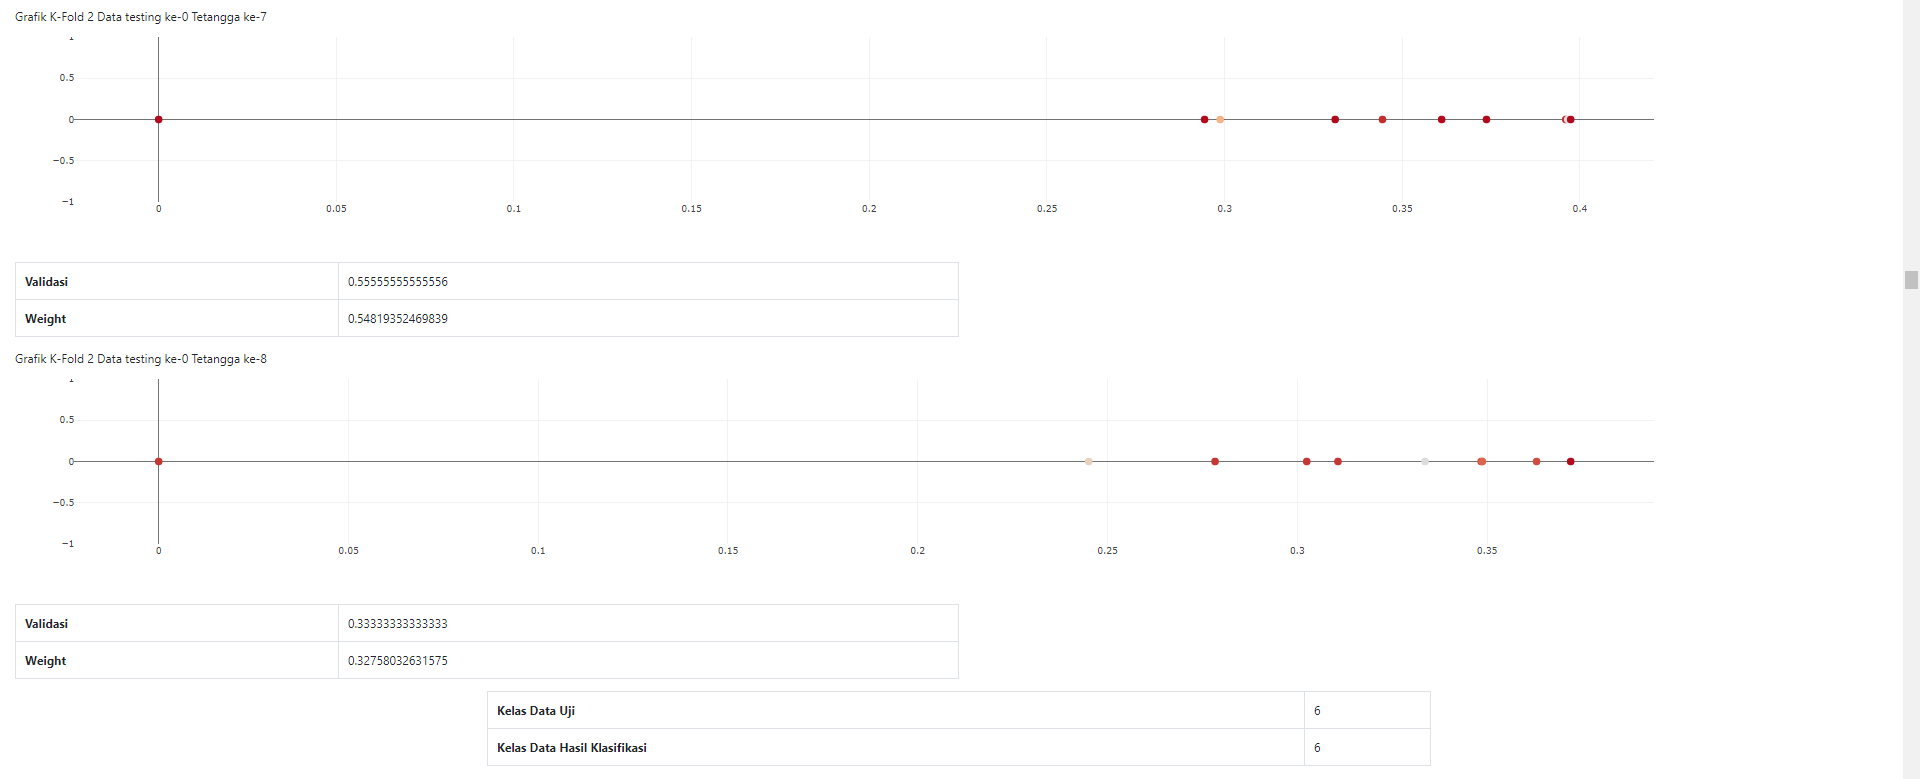 Grafik K-Fold 2 Data testing ke-0 Tetangga ke-7
1
0.5
0
−0.5
−1
0 0.05 0.1 0.15 0.2 0.25 0.3 0.35 0.4
Validasi 0.55555555555556
Weight 0.54819352469839
Grafik K-Fold 2 Data testing ke-0 Tetangga ke-8
1
0.5
0
−0.5
−1
0 0.05 0.1 0.15 0.2 0.25 0.3 0.35
Validasi 0.33333333333333
Weight 0.32758032631575
Kelas Data Uji 6
Kelas Data Hasil Klasifikasi 6